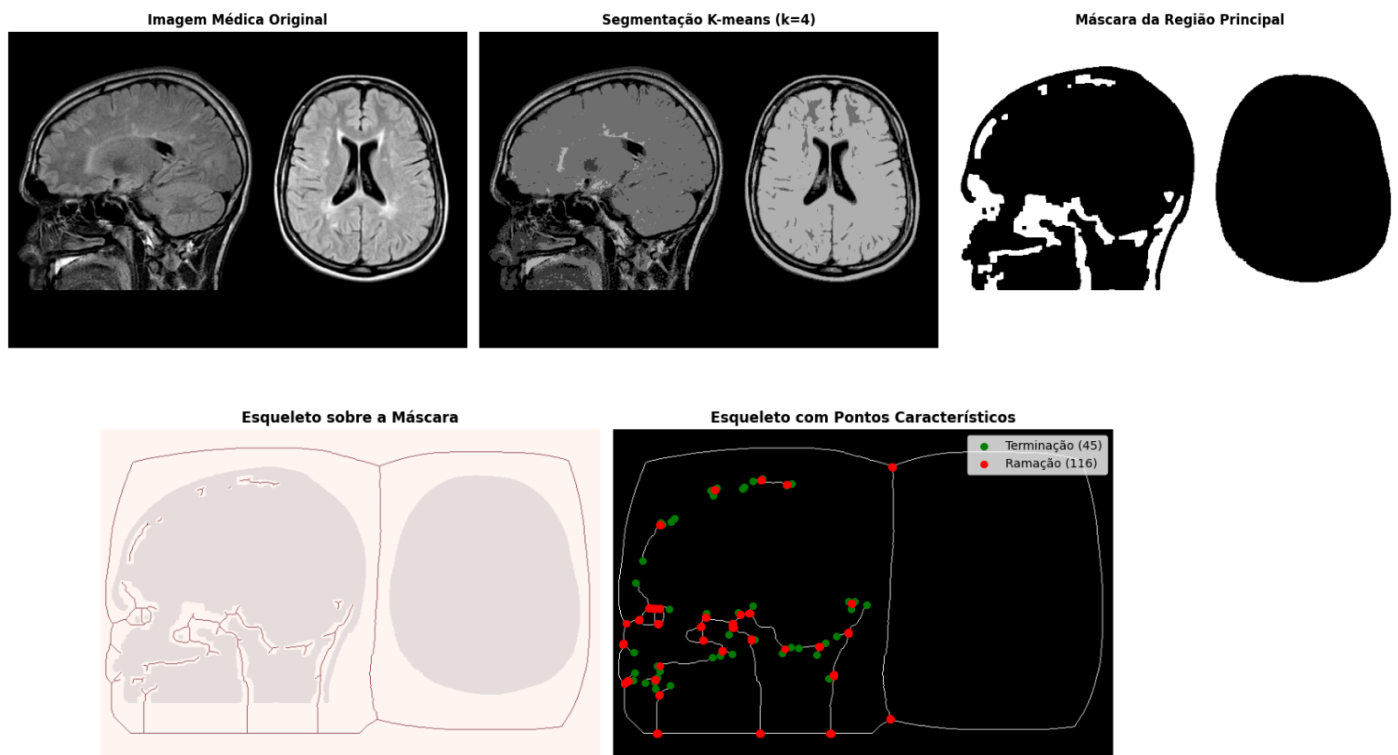 Imagem Médica Original
Segmentação K-means (k=4)
Máscara da Região Principal
Esqueleto sobre a Máscara
Esqueleto com Pontos Característicos
Terminação (45)
Ramação (116)